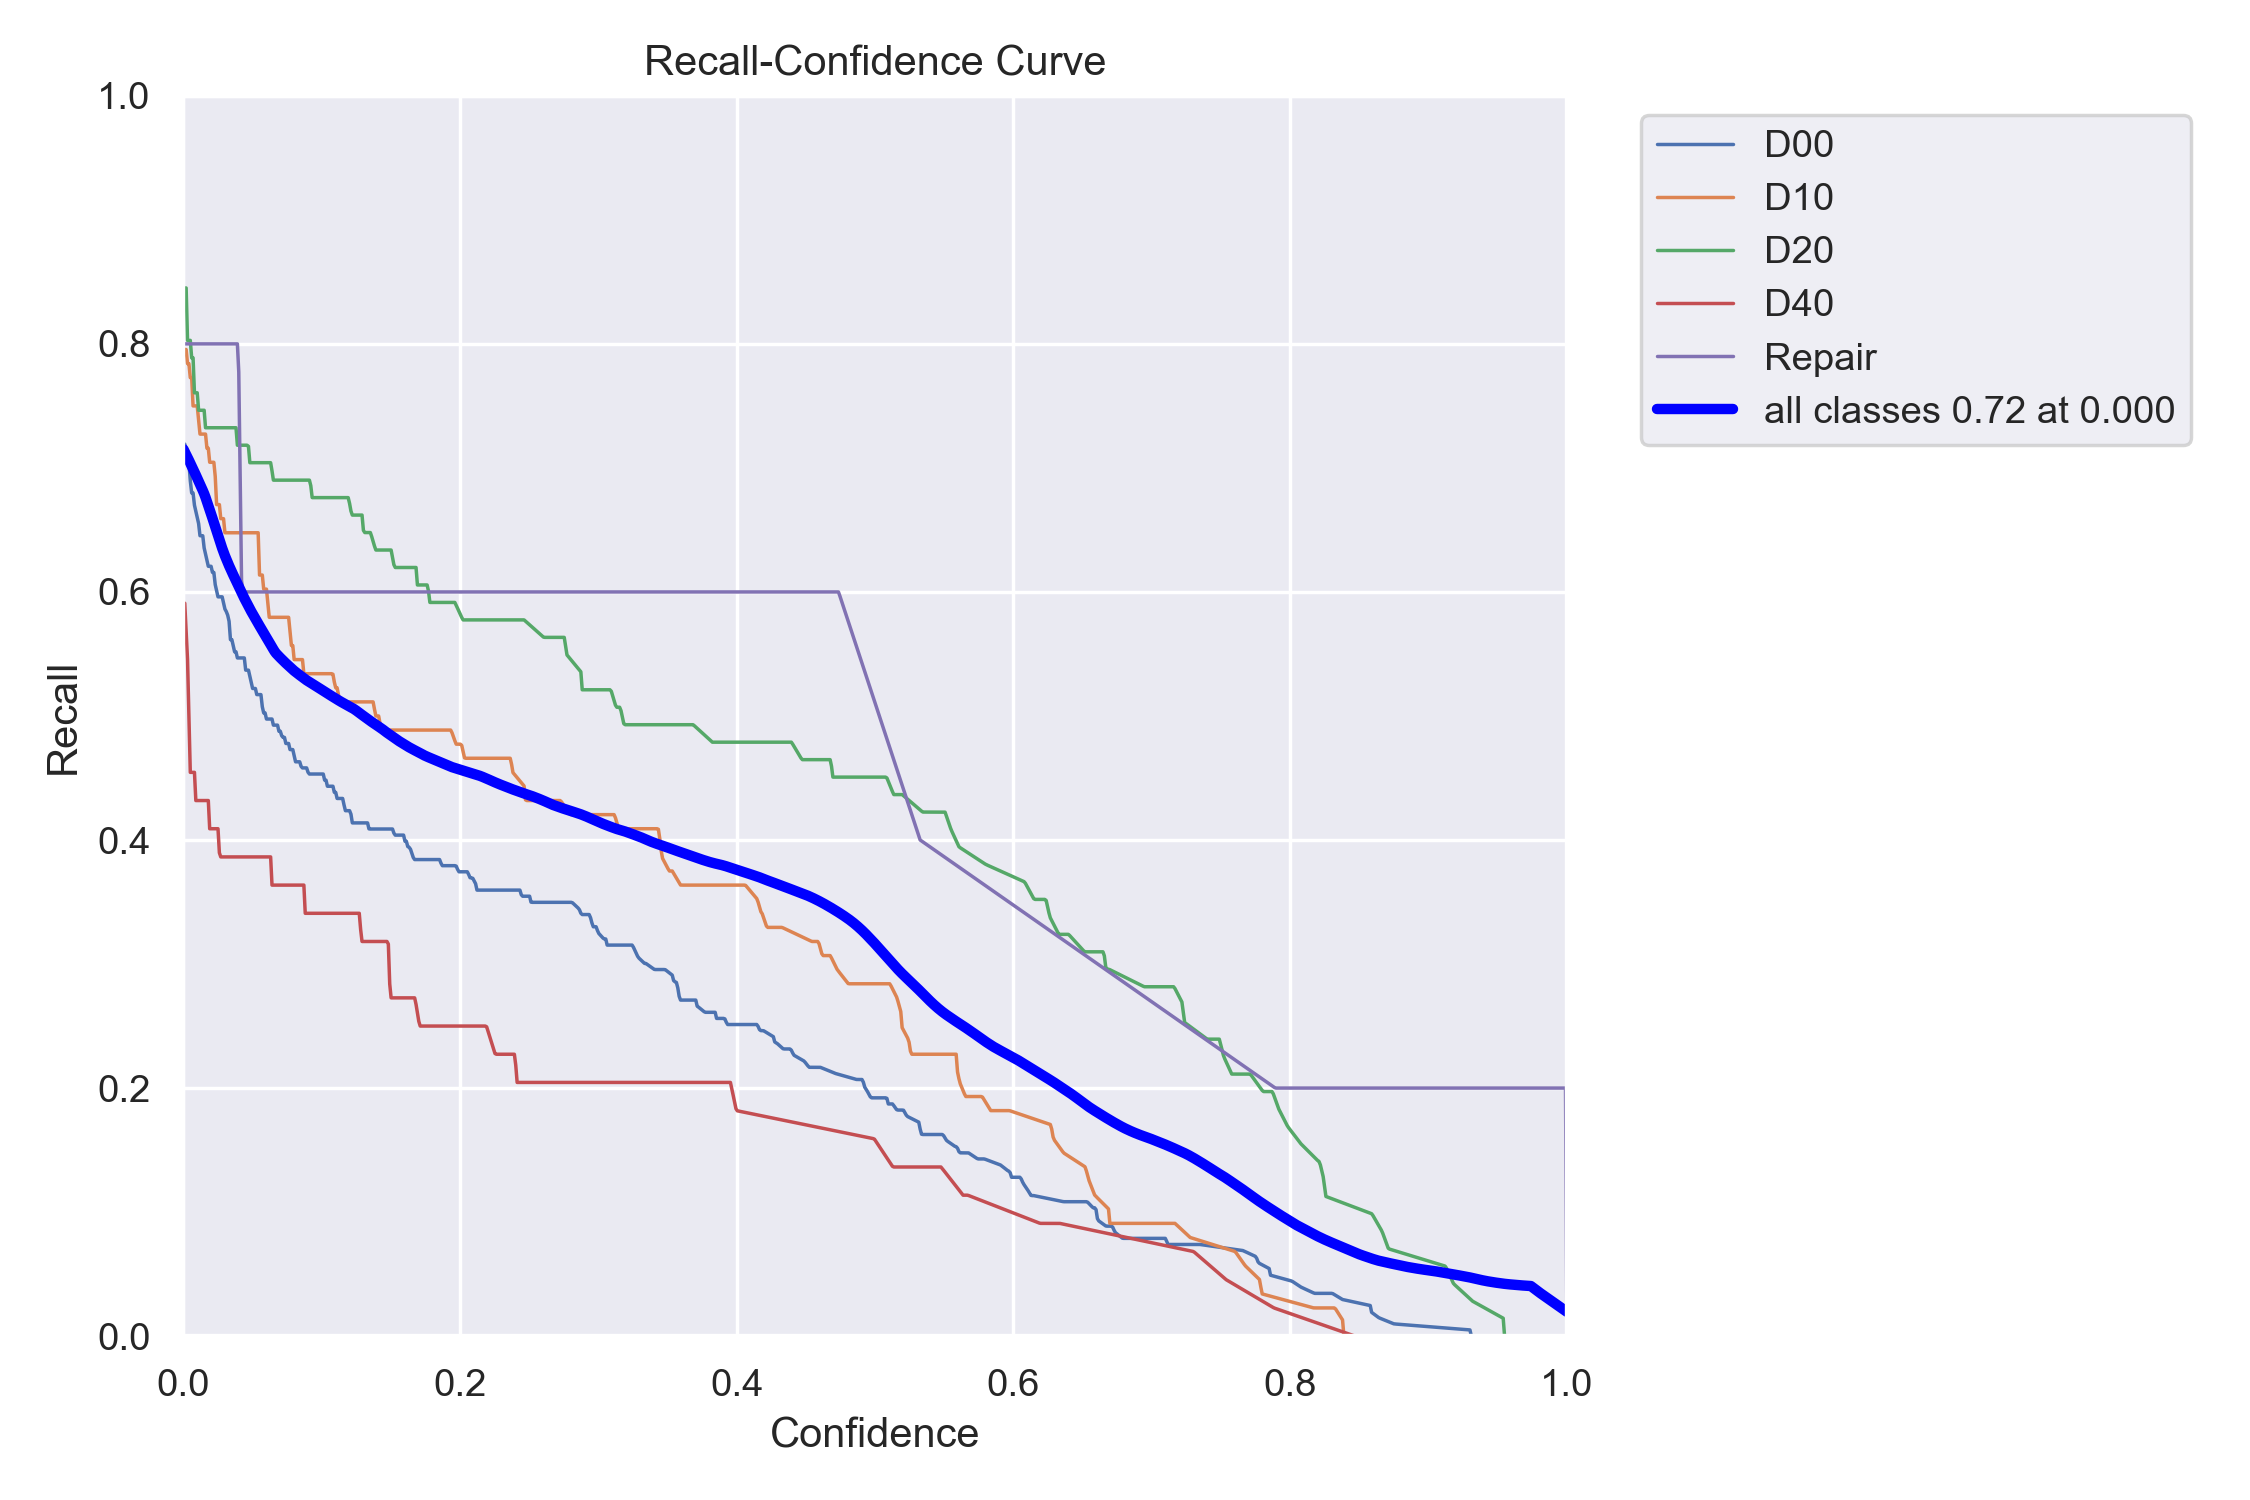 Recall-Confidence Curve
1.0
0.8
0.6
0.4
0.2
0.0
Recall
0.0 0.2 0.4 0.6 0.8 1.0
Confidence
D00
D10
D20
D40
Repair
all classes 0.72 at 0.000